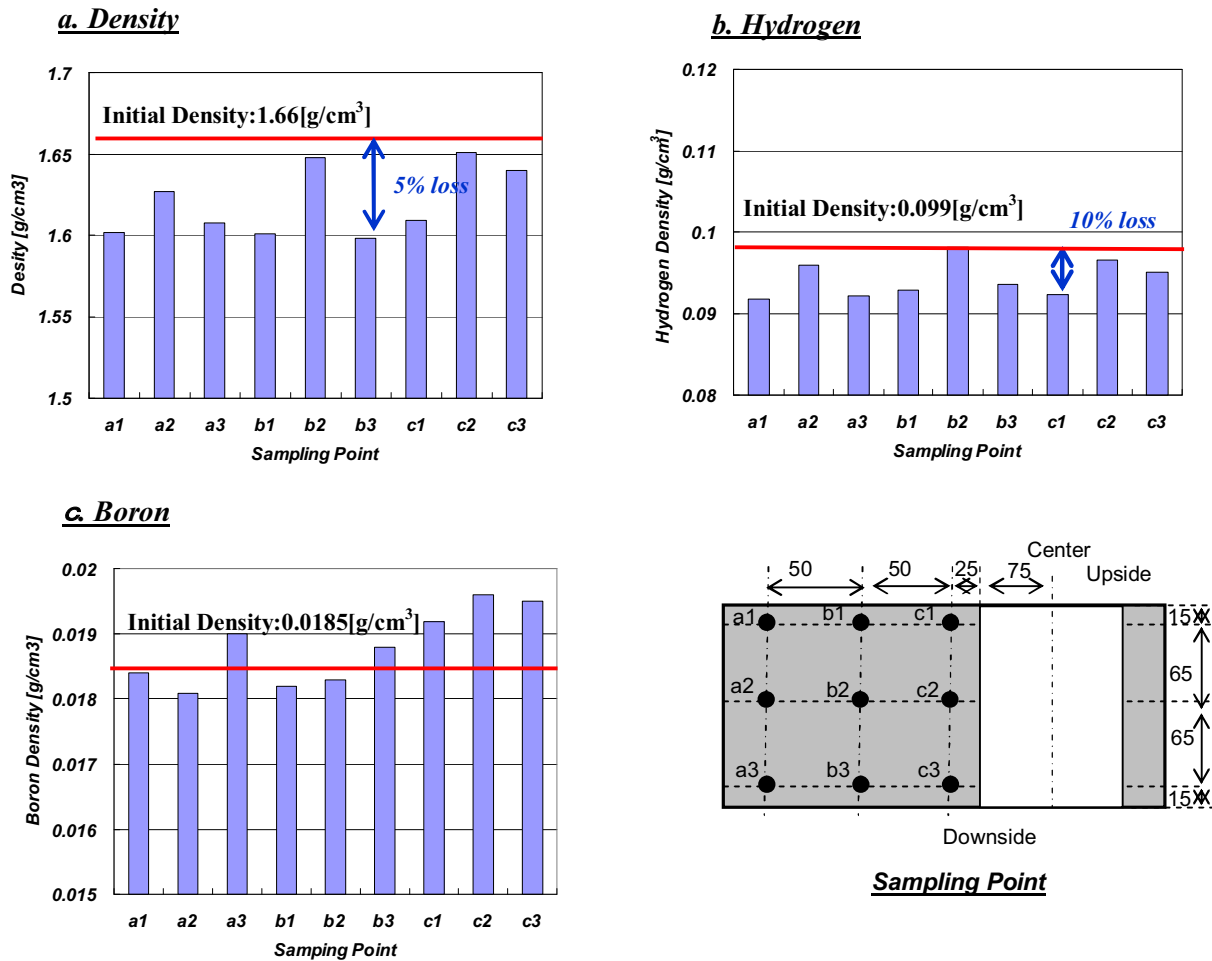 a. Density
1.7
1.65
1.6
1.55
1.5
Desity [g/cm3]
Initial Density:1.66[g/cm³]
5% loss
a1 a2 a3 b1 b2 b3 c1 c2 c3
Sampling Point
b. Hydrogen
0.12
0.11
0.1
0.09
0.08
Hydrogen Density [g/cm³]
Initial Density:0.099[g/cm³]
10% loss
a1 a2 a3 b1 b2 b3 c1 c2 c3
Sampling Point
c. Boron
0.02
0.019
0.018
0.017
0.016
0.015
Boron Density [g/cm3]
Initial Density:0.0185[g/cm³]
a1 a2 a3 b1 b2 b3 c1 c2 c3
Samping Point
Center
50 50 25 75 Upside
a1 b1 c1 15
65
a2 b2 c2
65
a3 b3 c3
15
Downside
Sampling Point